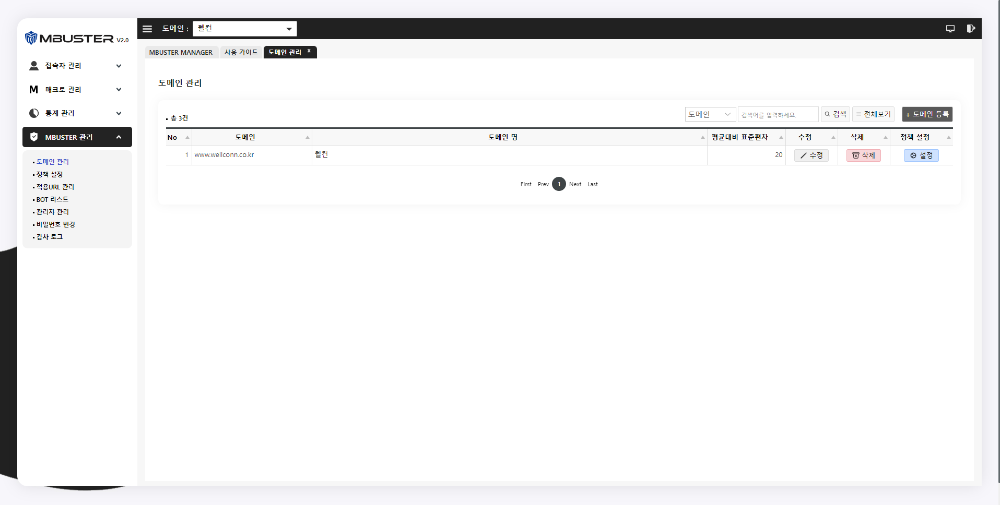 MBUSTER V2.0
도메인 : 웰컨
접속자 관리
매크로 관리
통계 관리
MBUSTER 관리
도메인 관리
정책 설정
적용URL 관리
BOT 리스트
관리자 관리
비밀번호 변경
감사 로그
MBUSTER MANAGER 사용 가이드 도메인 관리 x
도메인 관리
총 3건 도메인 검색어를 입력하세요. 검색 전체보기 + 도메인 등록
No 도메인 도메인 명 평균대비 표준편차 수정 삭제 정책 설정
1 www.wellconn.co.kr 웰컨 20 수정 삭제 설정
First Prev 1 Next Last